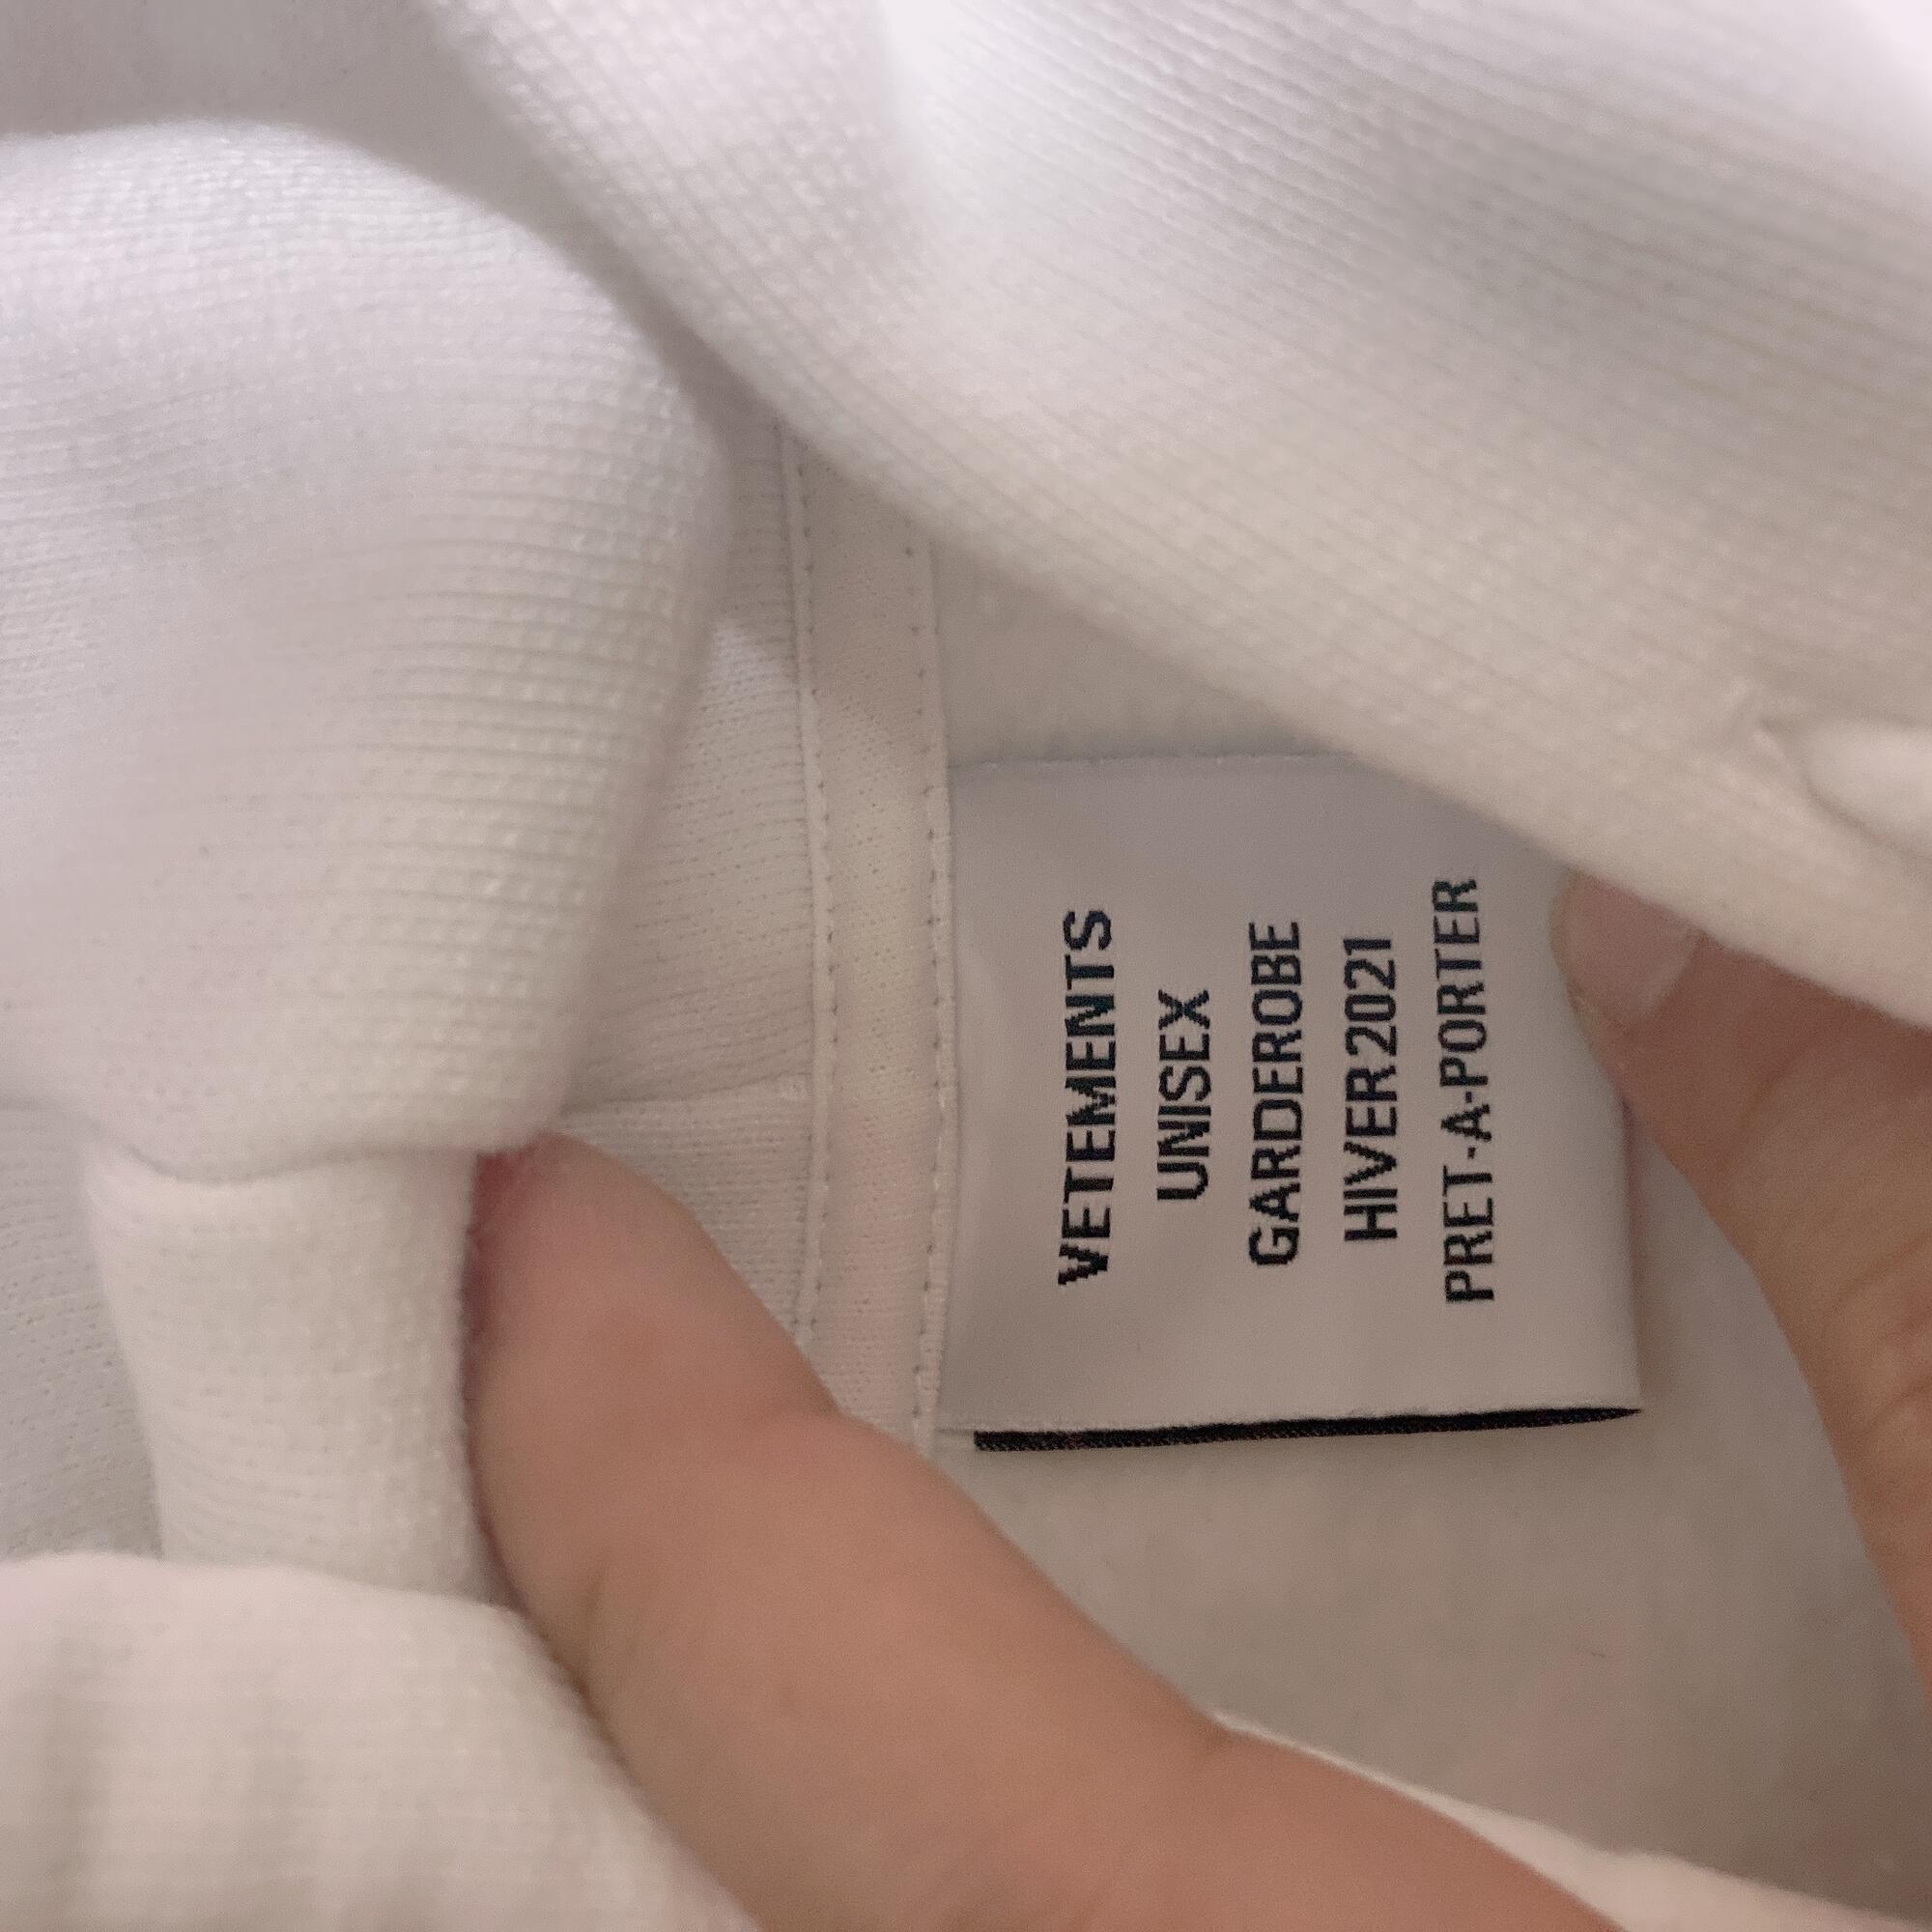 VETEMENTS
UNISEX
GARDEROBE
HIVER 2021
PRET-A-PORTER